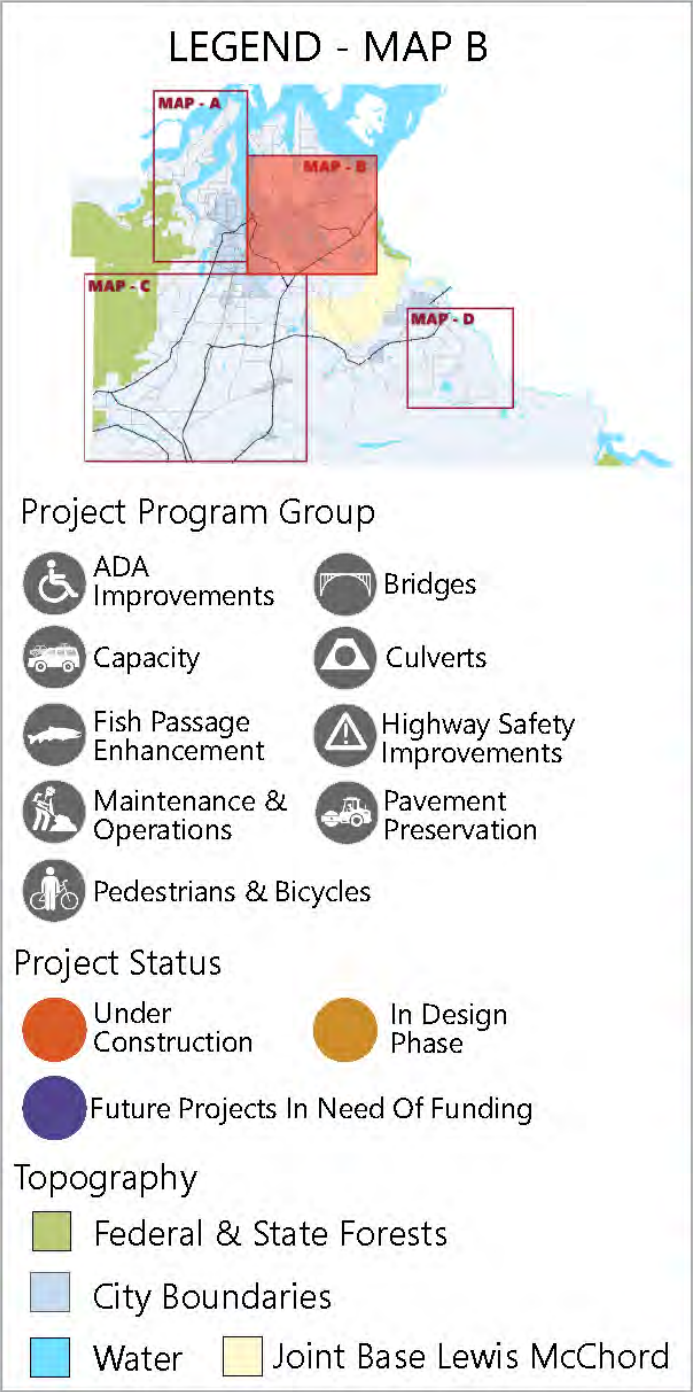 LEGEND - MAP B
MAP - A
MAP - B
MAP - C
MAP - D
Project Program Group
ADA
Improvements
Bridges
Capacity
Culverts
Fish Passage
Enhancement
Highway Safety
Improvements
Maintenance &
Operations
Pavement
Preservation
Pedestrians & Bicycles
Project Status
Under
Construction
In Design
Phase
Future Projects In Need Of Funding
Topography
Federal & State Forests
City Boundaries
Water
Joint Base Lewis McChord